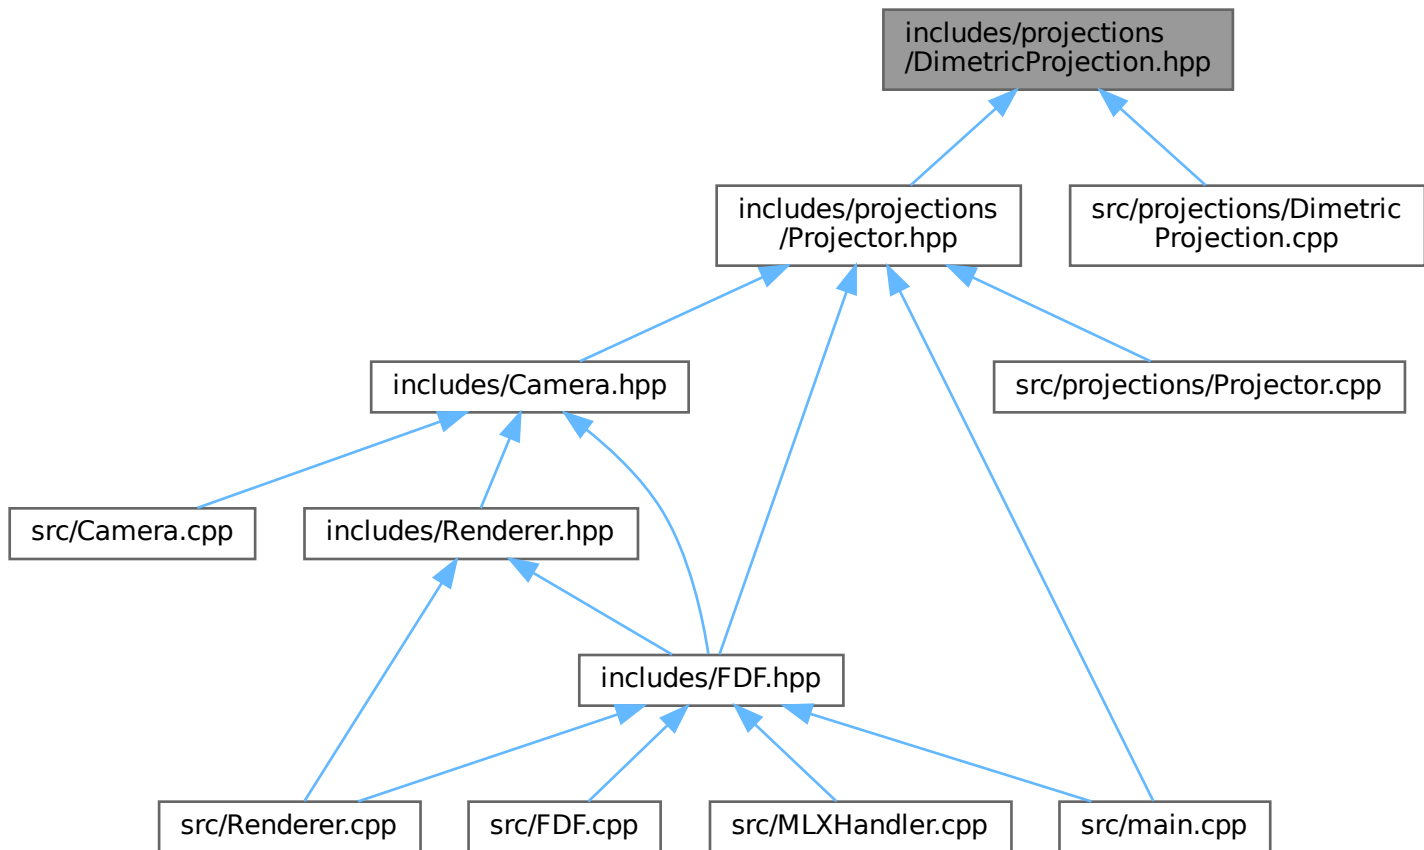 includes/projections
/DimetricProjection.hpp
includes/projections
/Projector.hpp
src/projections/Dimetric
Projection.cpp
includes/Camera.hpp
src/projections/Projector.cpp
src/Camera.cpp
includes/Renderer.hpp
includes/FDF.hpp
src/Renderer.cpp
src/FDF.cpp
src/MLXHandler.cpp
src/main.cpp